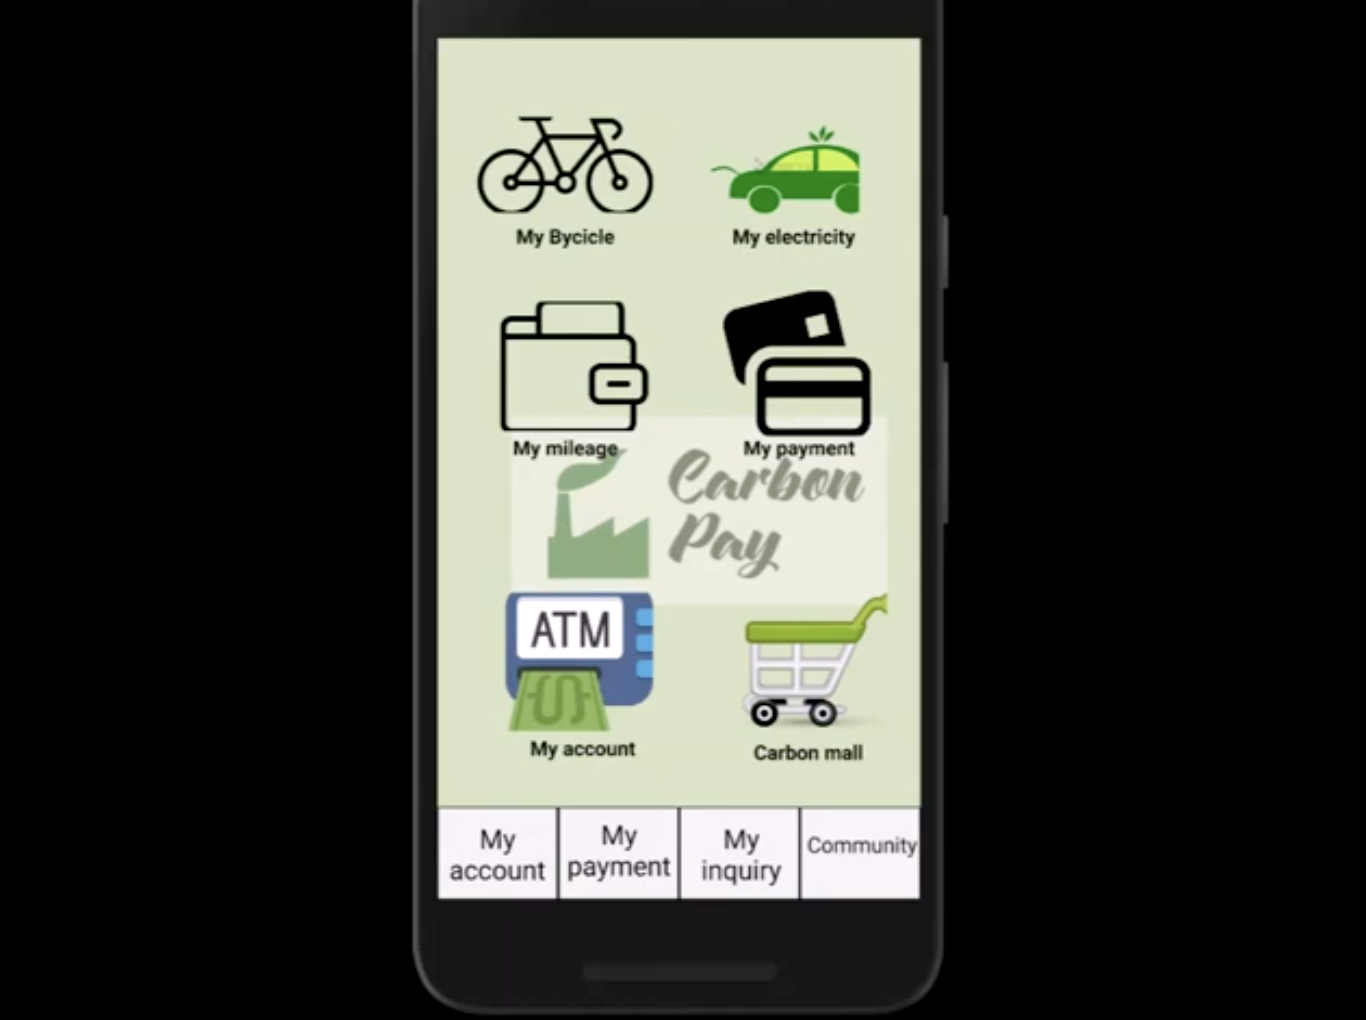 My Bycicle
My electricity
My mileage
My payment
Carbon
Pay
ATM
My account
Carbon mall
My
account
My
payment
My
inquiry
Community